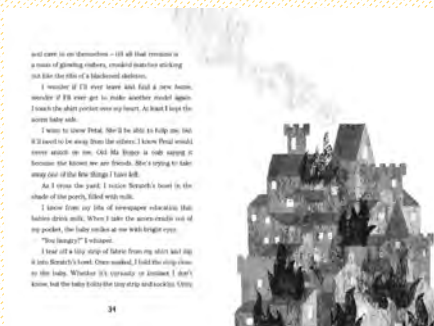 and cave in on themselves – till all that remains is
a mass of glowing embers, crooked matches sticking
out like the ribs of a blackened skeleton.
I wonder if I'll ever leave and find a new home,
wonder if I'll ever get to make another model again.
I touch the shirt pocket over my heart. At least I kept the
acorn baby safe.
I want to know Petal. She'll be able to help me, but
it'll need to be away from the others. I know Petal would
never snitch on me. Old Ma Bogey is only saying it
because she knows we are friends. She's trying to take
away one of the few things I have left.
As I cross the yard, I notice Scratch's bowl in the
shade of the porch, filled with milk.
I know from my bits of newspaper education that
babies drink milk. When I take the acorn cradle out of
my pocket, the baby smiles at me with bright eyes.
"You hungry?" I whisper.
I tear off a tiny strip of fabric from my shirt and dip
it into Scratch's bowl. Once soaked, I hold the strip close
to the baby. Whether it's curiosity or instinct I don't
know, but the baby holds the tiny strip and suckles. Unty
34